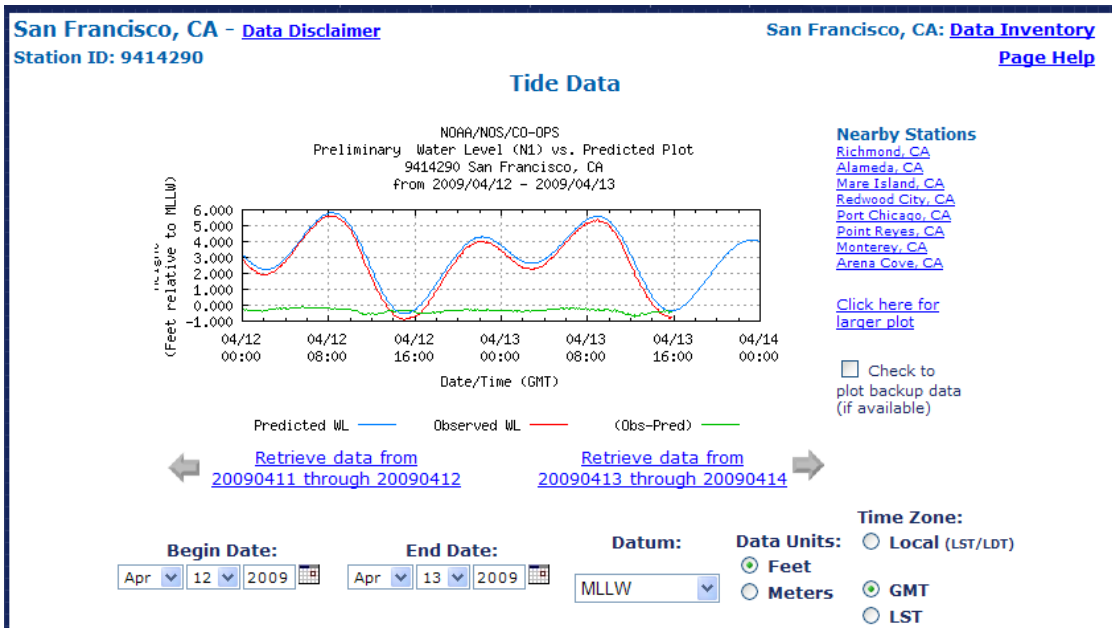 San Francisco, CA - Data Disclaimer
San Francisco, CA: Data Inventory
Station ID: 9414290
Page Help
Tide Data
NOAA/NOS/CO-OPS
Preliminary Water Level (N1) vs. Predicted Plot
9414290 San Francisco, CA
from 2009/04/12 - 2009/04/13
(Feet relative to MLLW)
6.000
5.000
4.000
3.000
2.000
1.000
0.000
-1.000
04/12 04/12 04/12 04/13 04/13 04/13 04/14
00:00 08:00 16:00 00:00 08:00 16:00 00:00
Date/Time (GMT)
Predicted WL Observed WL (Obs-Pred)
Nearby Stations
Richmond, CA
Alameda, CA
Mare Island, CA
Redwood City, CA
Port Chicago, CA
Point Reyes, CA
Monterey, CA
Arena Cove, CA
Click here for
larger plot
Check to
plot backup data
(if available)
Retrieve data from
20090411 through 20090412
Retrieve data from
20090413 through 20090414
Begin Date:
Apr 12 2009
End Date:
Apr 13 2009
Datum:
MLLW
Data Units:
Feet
Meters
Time Zone:
Local (LST/LDT)
GMT
LST